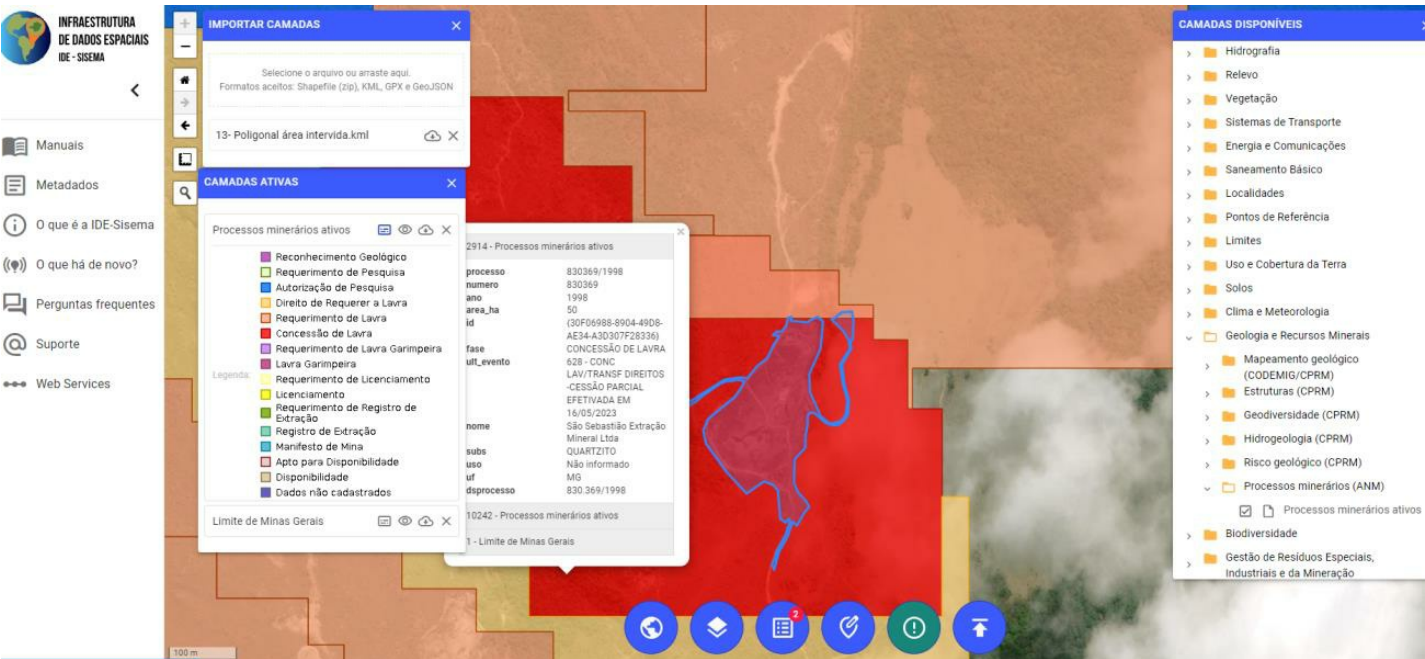 INFRAESTRUTURA
DE DADOS ESPACIAIS
IDE - SISEMA
Manuais
Metadados
O que é a IDE-Sisema
O que há de novo?
Perguntas frequentes
Suporte
Web Services
IMPORTAR CAMADAS
Selecione o arquivo ou arraste aqui.
Formatos aceitos: Shapefile (zip), KML, GPX e GeoJSON
13- Poligonal área intervida.kml
CAMADAS ATIVAS
Processos minerários ativos
Legenda:
Reconhecimento Geológico
Requerimento de Pesquisa
Autorização de Pesquisa
Direito de Requerer a Lavra
Requerimento de Lavra
Concessão de Lavra
Requerimento de Lavra Garimpeira
Lavra Garimpeira
Requerimento de Licenciamento
Licenciamento
Requerimento de Registro de
Extração
Registro de Extração
Manifesto de Mina
Apto para Disponibilidade
Disponibilidade
Dados não cadastrados
Limite de Minas Gerais
2914 - Processos minerários ativos
processo 830369/1998
numero 830369
ano 1998
area_ha 50
id {30F06988-8904-49D8-
AE34-A3D307F28336}
fase CONCESSÃO DE LAVRA
ult_evento 628 - CONC
LAV/TRANSF DIREITOS
-CESSÃO PARCIAL
EFETIVADA EM
16/05/2023
nome São Sebastião Extração
Mineral Ltda
subs QUARTZITO
uso Não informado
uf MG
dsprocesso 830.369/1998
10242 - Processos minerários ativos
1 - Limite de Minas Gerais
2
100 m
CAMADAS DISPONÍVEIS
Hidrografia
Relevo
Vegetação
Sistemas de Transporte
Energia e Comunicações
Saneamento Básico
Localidades
Pontos de Referência
Limites
Uso e Cobertura da Terra
Solos
Clima e Meteorologia
Geologia e Recursos Minerais
Mapeamento geológico
(CODEMIG/CPRM)
Estruturas (CPRM)
Geodiversidade (CPRM)
Hidrogeologia (CPRM)
Risco geológico (CPRM)
Processos minerários (ANM)
Processos minerários ativos
Biodiversidade
Gestão de Resíduos Especiais,
Industriais e da Mineração